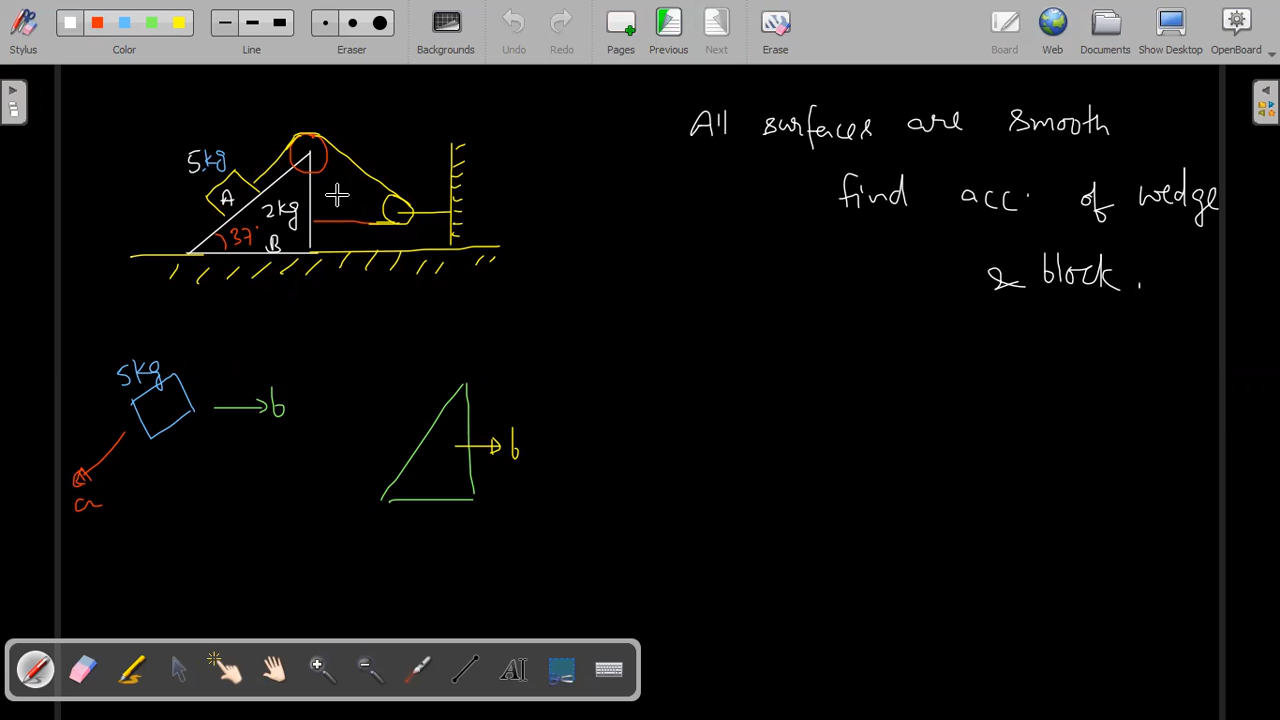 Stylus
Color
Line
Eraser
Backgrounds
Undo
Redo
Pages
Previous
Next
Erase
Board
Web
Documents
Show Desktop
OpenBoard
All surfaces are smooth
find acc. of wedge
& block.
5kg
A
2kg
37°
B
5kg
b
a
b
AI